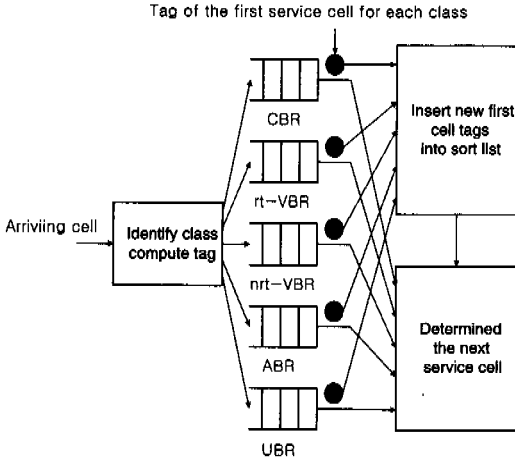 Tag of the first service cell for each class
CBR
Insert new first
cell tags
into sort list
rt-VBR
Arriviing cell
Identify class
compute tag
nrt-VBR
Determined
the next
service cell
ABR
UBR